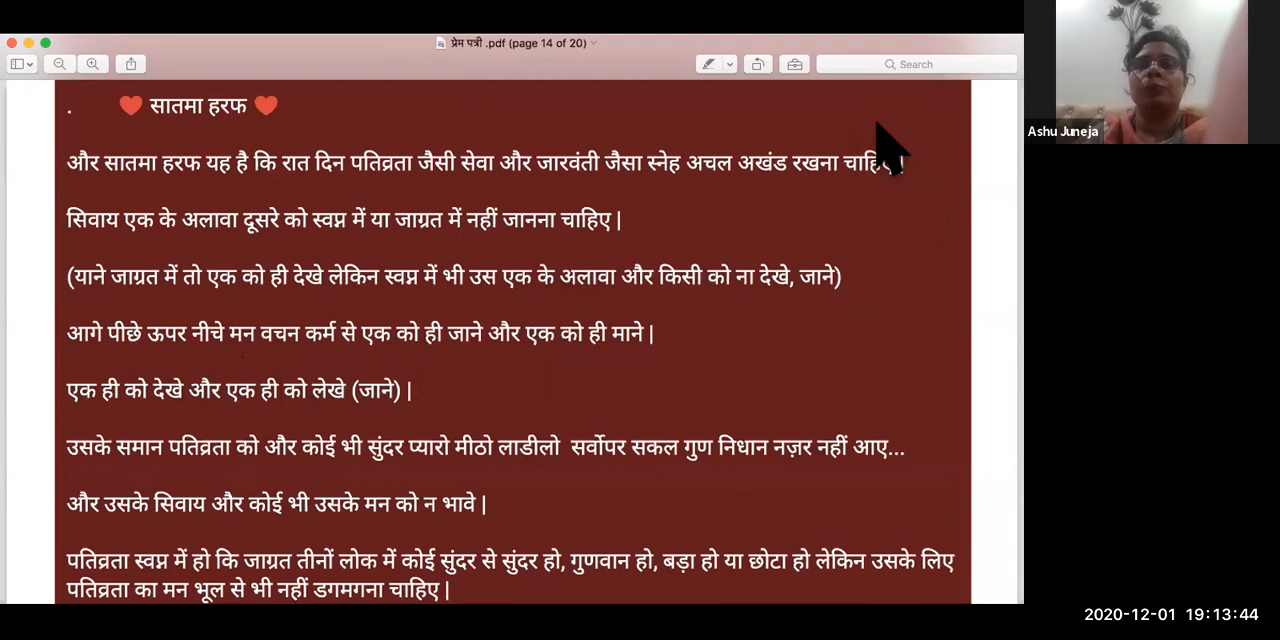 प्रेम पत्री .pdf (page 14 of 20)
Search
. ❤️ सातमा हरफ ❤️
Ashu Juneja
और सातमा हरफ यह है कि रात दिन पतिव्रता जैसी सेवा और जारवंती जैसा स्नेह अचल अखंड रखना चाहिए |
सिवाय एक के अलावा दूसरे को स्वप्न में या जाग्रत में नहीं जानना चाहिए |
(याने जाग्रत में तो एक को ही देखे लेकिन स्वप्न में भी उस एक के अलावा और किसी को ना देखे, जाने)
आगे पीछे ऊपर नीचे मन वचन कर्म से एक को ही जाने और एक को ही माने |
एक ही को देखे और एक ही को लेखे (जाने) |
उसके समान पतिव्रता को और कोई भी सुंदर प्यारो मीठो लाडीलो सर्वोपर सकल गुण निधान नज़र नहीं आए...
और उसके सिवाय और कोई भी उसके मन को न भावे |
पतिव्रता स्वप्न में हो कि जाग्रत तीनों लोक में कोई सुंदर से सुंदर हो, गुणवान हो, बड़ा हो या छोटा हो लेकिन उसके लिए
पतिव्रता का मन भूल से भी नहीं डगमगना चाहिए |
2020-12-01 19:13:44